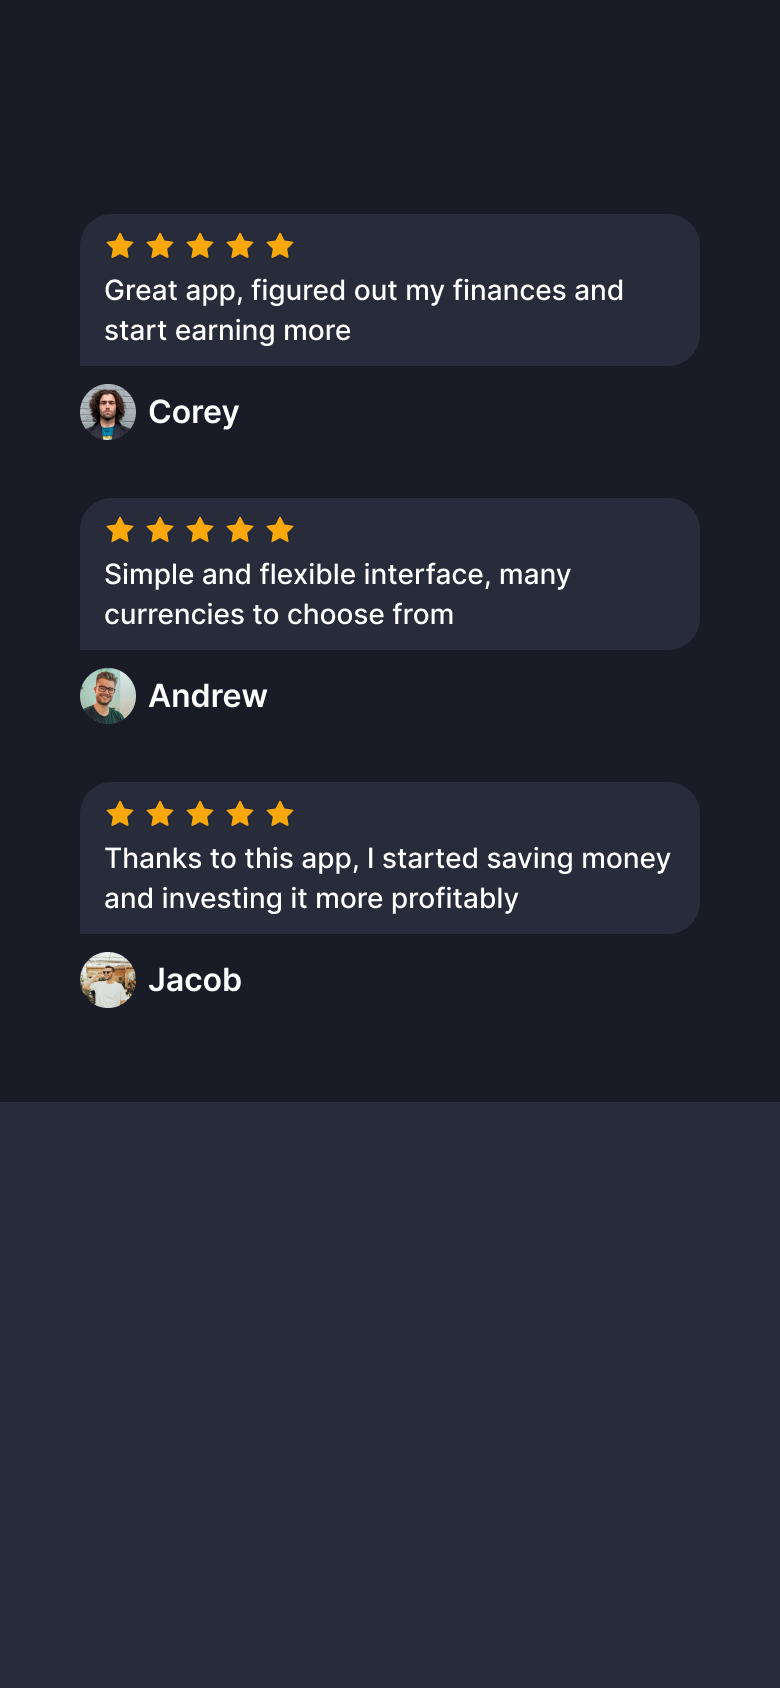 Great app, figured out my finances and
start earning more
Corey
Simple and flexible interface, many
currencies to choose from
Andrew
Thanks to this app, I started saving money
and investing it more profitably
Jacob